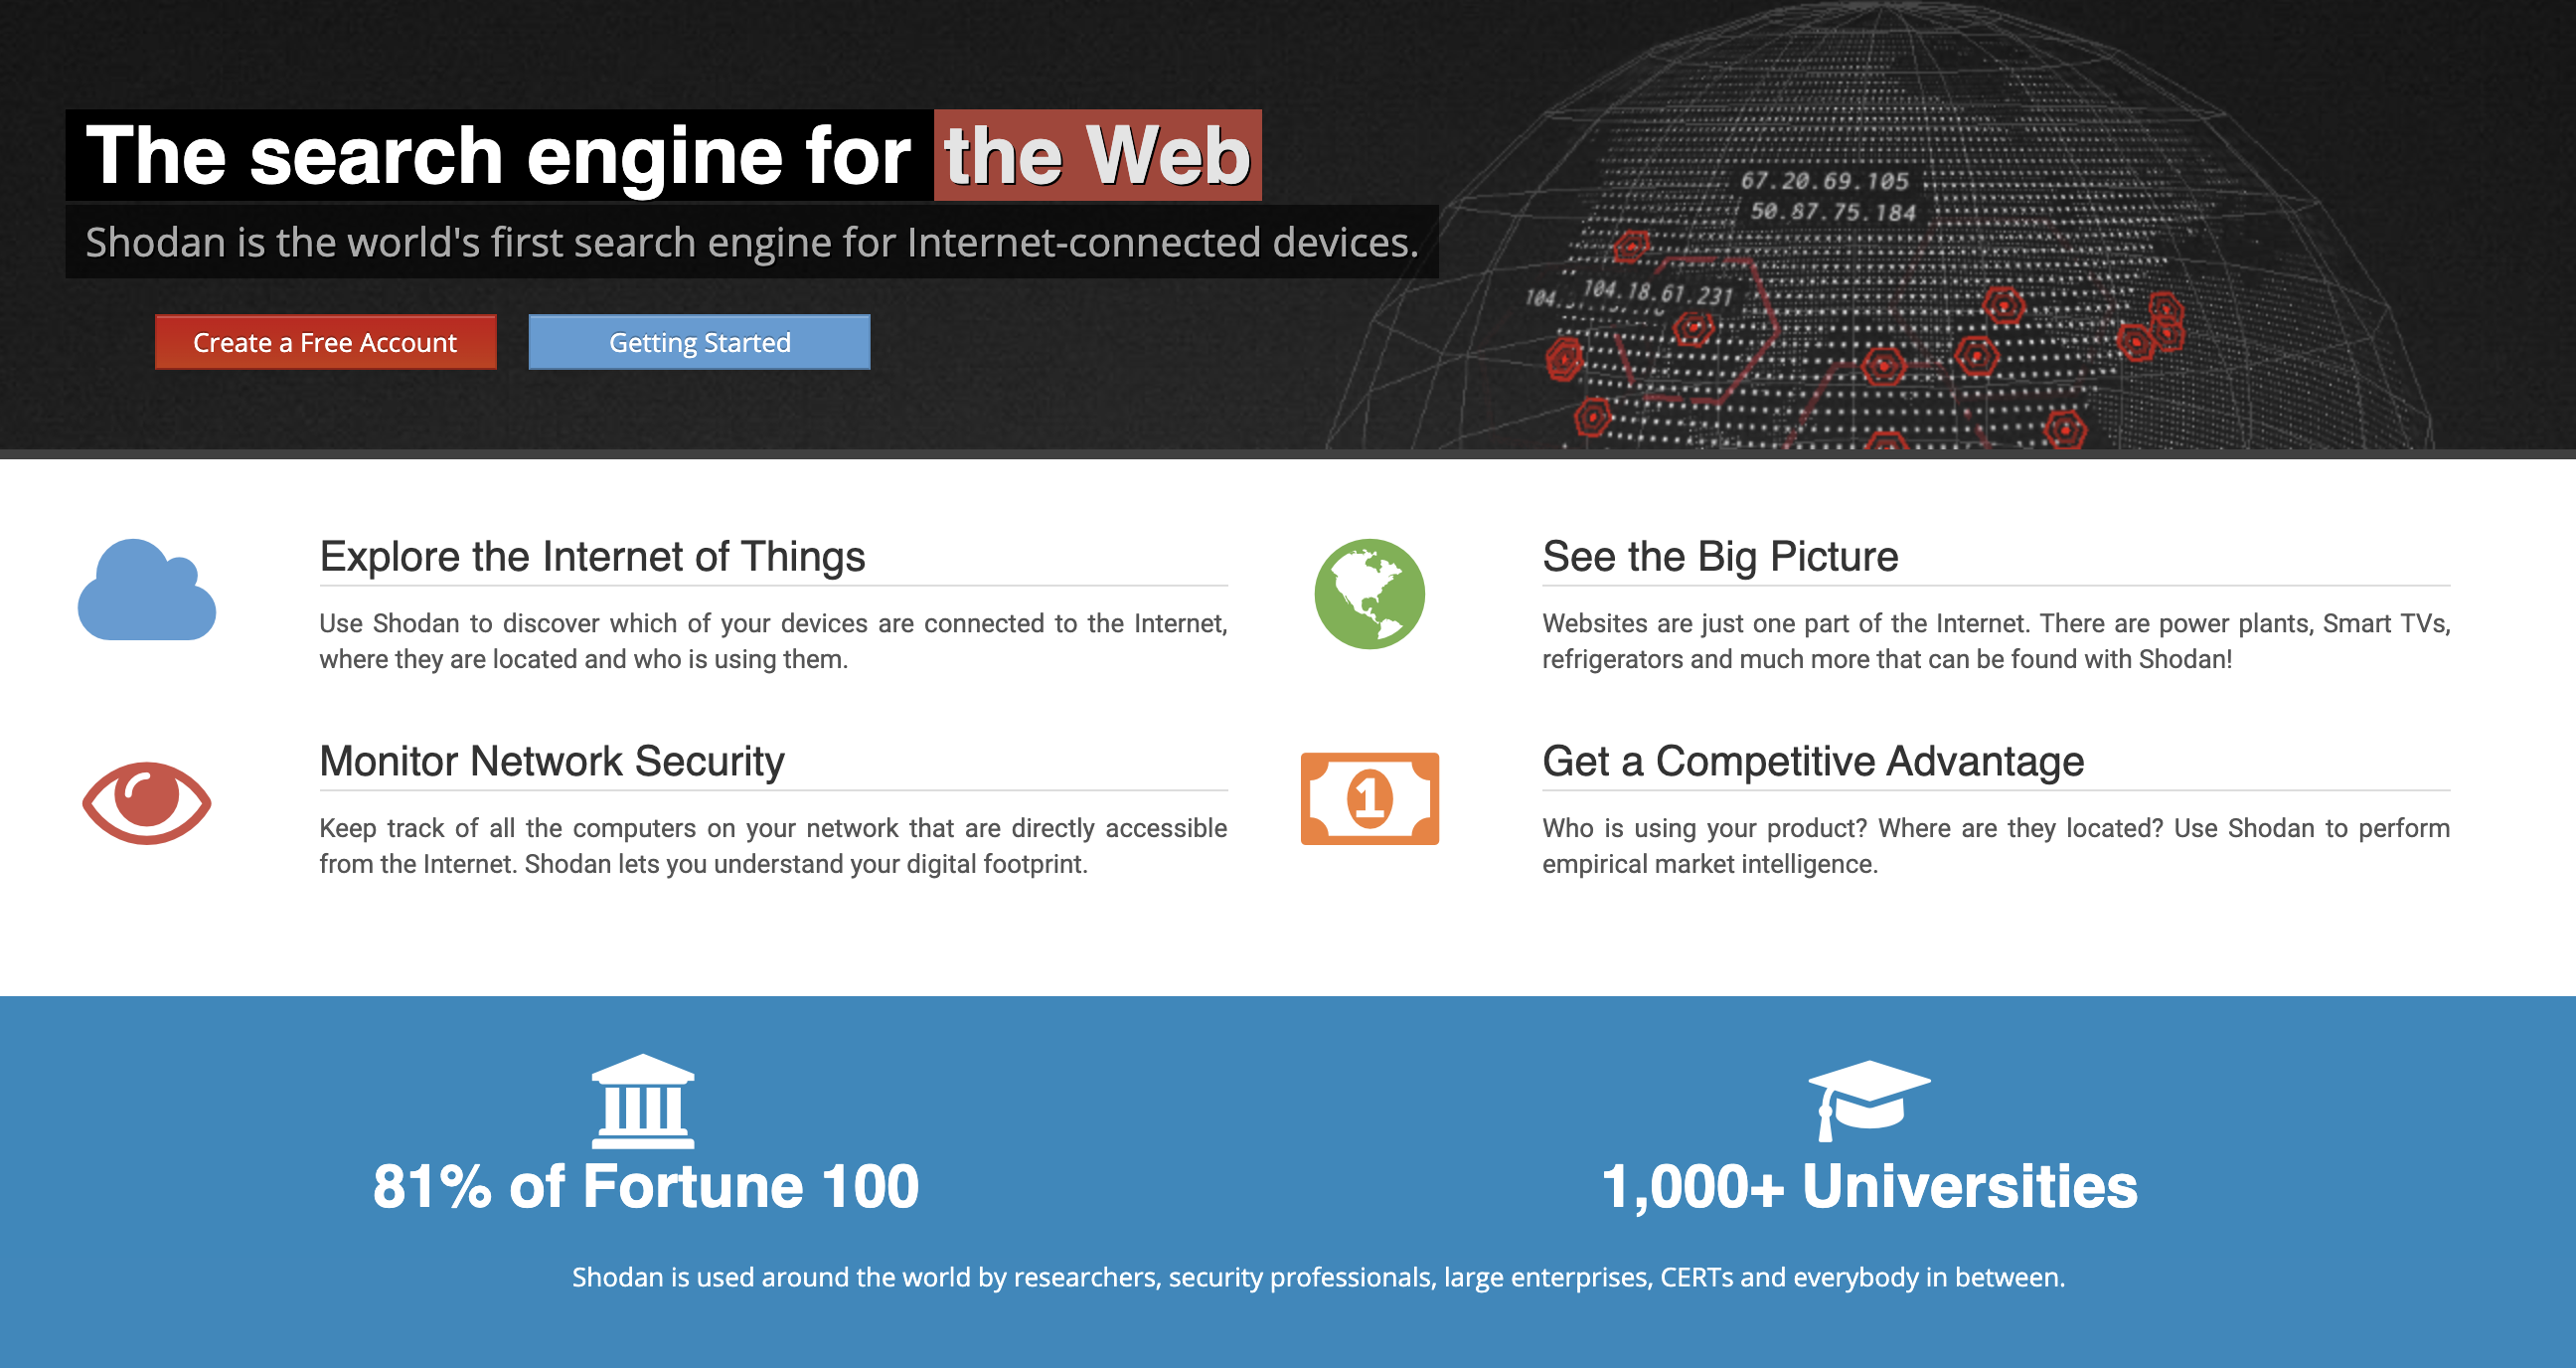 The search engine for the Web
Shodan is the world's first search engine for Internet-connected devices.
Create a Free Account
Getting Started
67.20.69.105
50.87.75.184
104.18.61.231
104.
Explore the Internet of Things
Use Shodan to discover which of your devices are connected to the Internet,
where they are located and who is using them.
See the Big Picture
Websites are just one part of the Internet. There are power plants, Smart TVs,
refrigerators and much more that can be found with Shodan!
Monitor Network Security
Keep track of all the computers on your network that are directly accessible
from the Internet. Shodan lets you understand your digital footprint.
1
Get a Competitive Advantage
Who is using your product? Where are they located? Use Shodan to perform
empirical market intelligence.
81% of Fortune 100
1,000+ Universities
Shodan is used around the world by researchers, security professionals, large enterprises, CERTs and everybody in between.